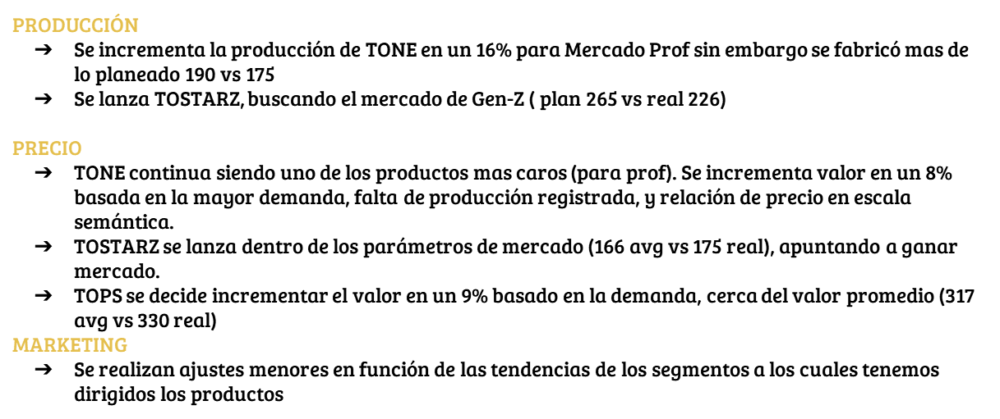 PRODUCCIÓN
➔ Se incrementa la producción de TONE en un 16% para Mercado Prof sin embargo se fabricó mas de
lo planeado 190 vs 175
➔ Se lanza TOSTARZ, buscando el mercado de Gen-Z ( plan 265 vs real 226)
PRECIO
➔ TONE continua siendo uno de los productos mas caros (para prof). Se incrementa valor en un 8%
basada en la mayor demanda, falta de producción registrada, y relación de precio en escala
semántica.
➔ TOSTARZ se lanza dentro de los parámetros de mercado (166 avg vs 175 real), apuntando a ganar
mercado.
➔ TOPS se decide incrementar el valor en un 9% basado en la demanda, cerca del valor promedio (317
avg vs 330 real)
MARKETING
➔ Se realizan ajustes menores en función de las tendencias de los segmentos a los cuales tenemos
dirigidos los productos